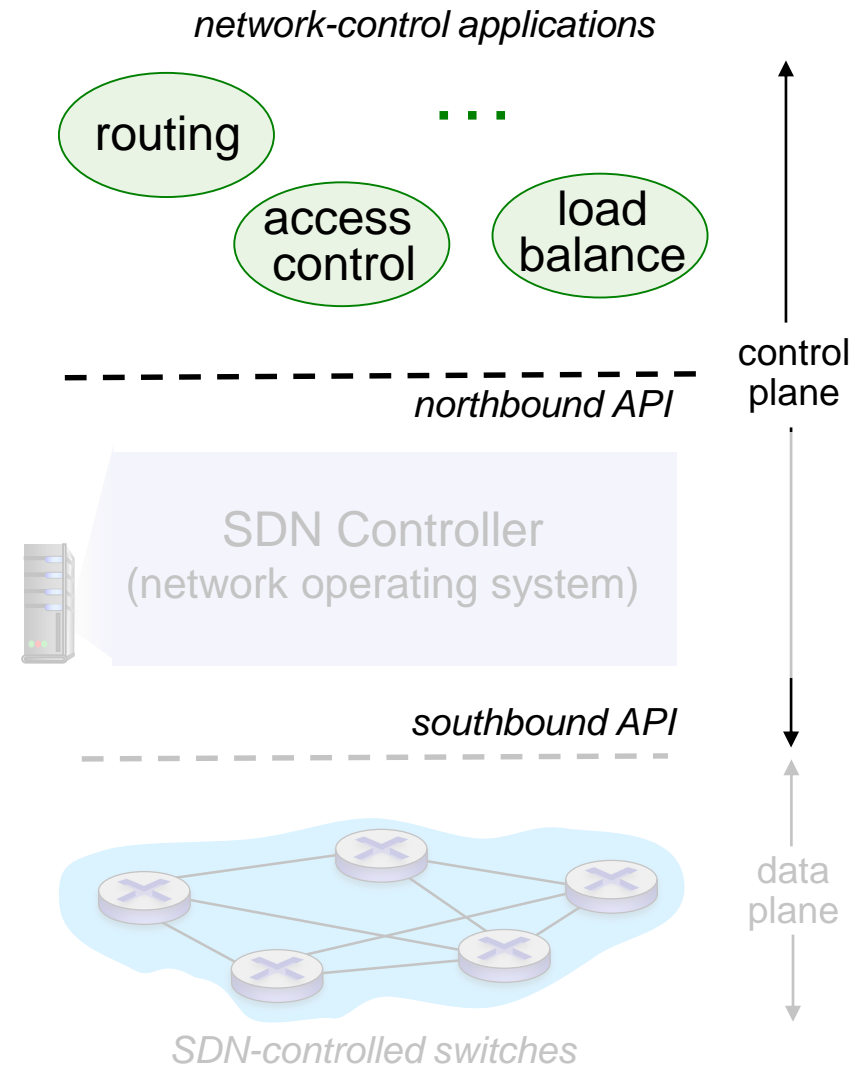 network-control applications
routing
...
access
control
load
balance
control
plane
northbound API
SDN Controller
(network operating system)
southbound API
data
plane
SDN-controlled switches